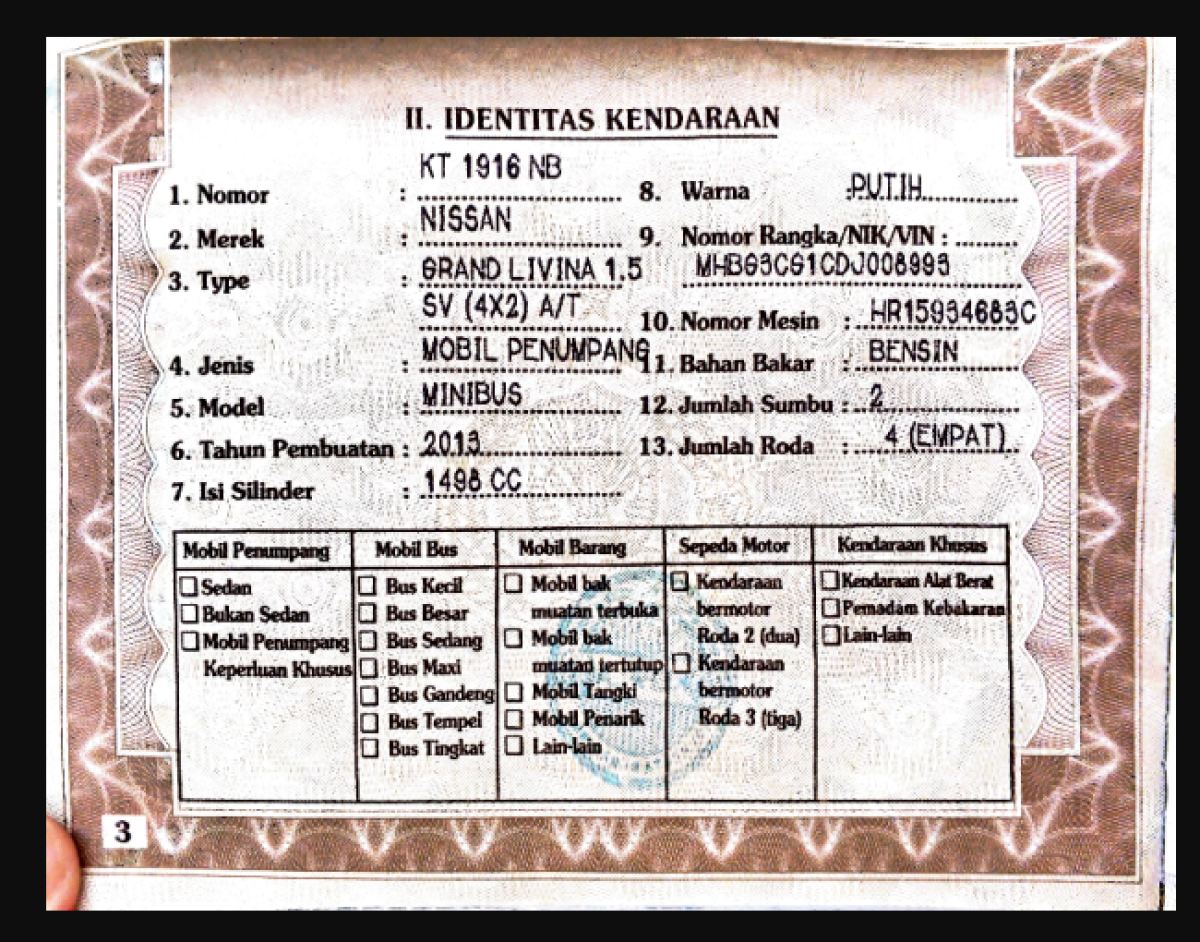 II. IDENTITAS KENDARAAN
1. Nomor : KT 1916 NB
2. Merek : NISSAN
3. Type : GRAND LIVINA 1.5
SV (4X2) A/T
4. Jenis : MOBIL PENUMPANG
5. Model : MINIBUS
6. Tahun Pembuatan : 2013
7. Isi Silinder : 1498 CC
8. Warna : PUTIH
9. Nomor Rangka/NIK/VIN :
MHBG3CG1CDJ008993
10. Nomor Mesin : HR15934683C
11. Bahan Bakar : BENSIN
12. Jumlah Sumbu : 2
13. Jumlah Roda : 4 (EMPAT)
Mobil Penumpang
Sedan
Bukan Sedan
Mobil Penumpang
Keperluan Khusus
Mobil Bus
Bus Kecil
Bus Besar
Bus Sedang
Bus Maxi
Bus Gandeng
Bus Tempel
Bus Tingkat
Mobil Barang
Mobil bak
muatan terbuka
Mobil bak
muatan tertutup
Mobil Tangki
Mobil Penarik
Lain-lain
Sepeda Motor
Kendaraan
bermotor
Roda 2 (dua)
Kendaraan
bermotor
Roda 3 (tiga)
Kendaraan Khusus
Kendaraan Alat Berat
Pemadam Kebakaran
Lain-lain
3